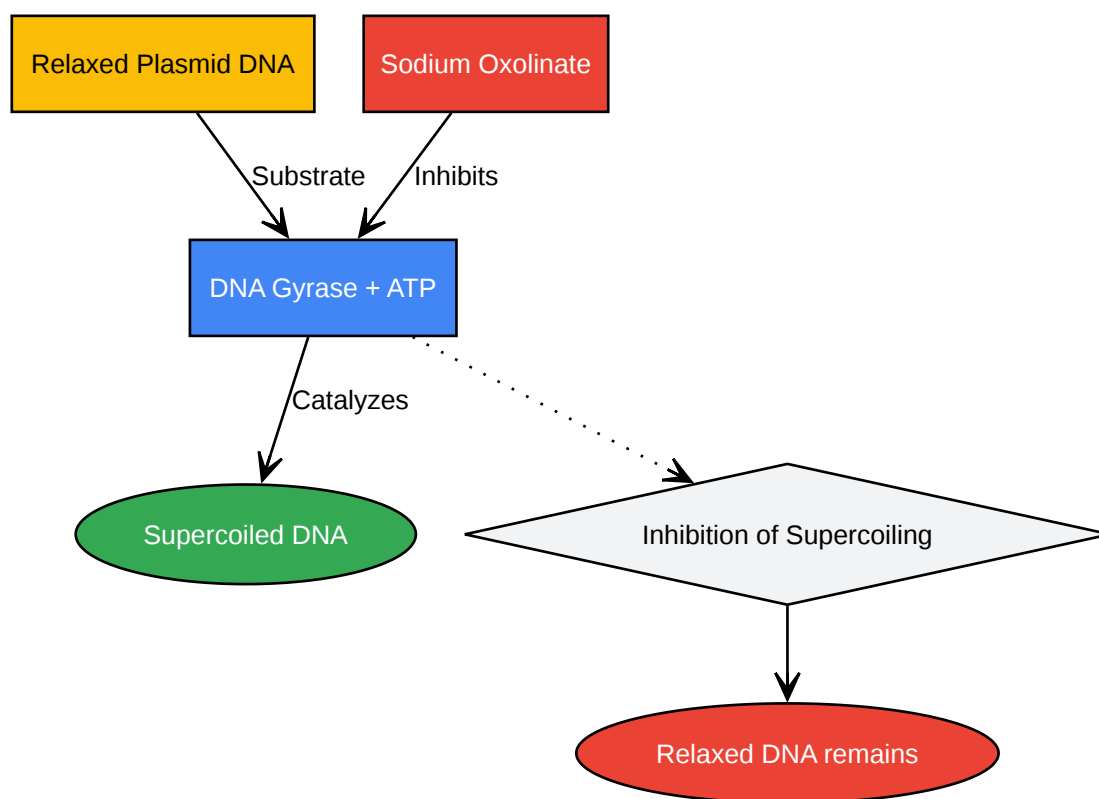 Relaxed Plasmid DNA
Sodium Oxolinate
Substrate
Inhibits
DNA Gyrase + ATP
Catalyzes
Supercoiled DNA
Inhibition of Supercoiling
Relaxed DNA remains